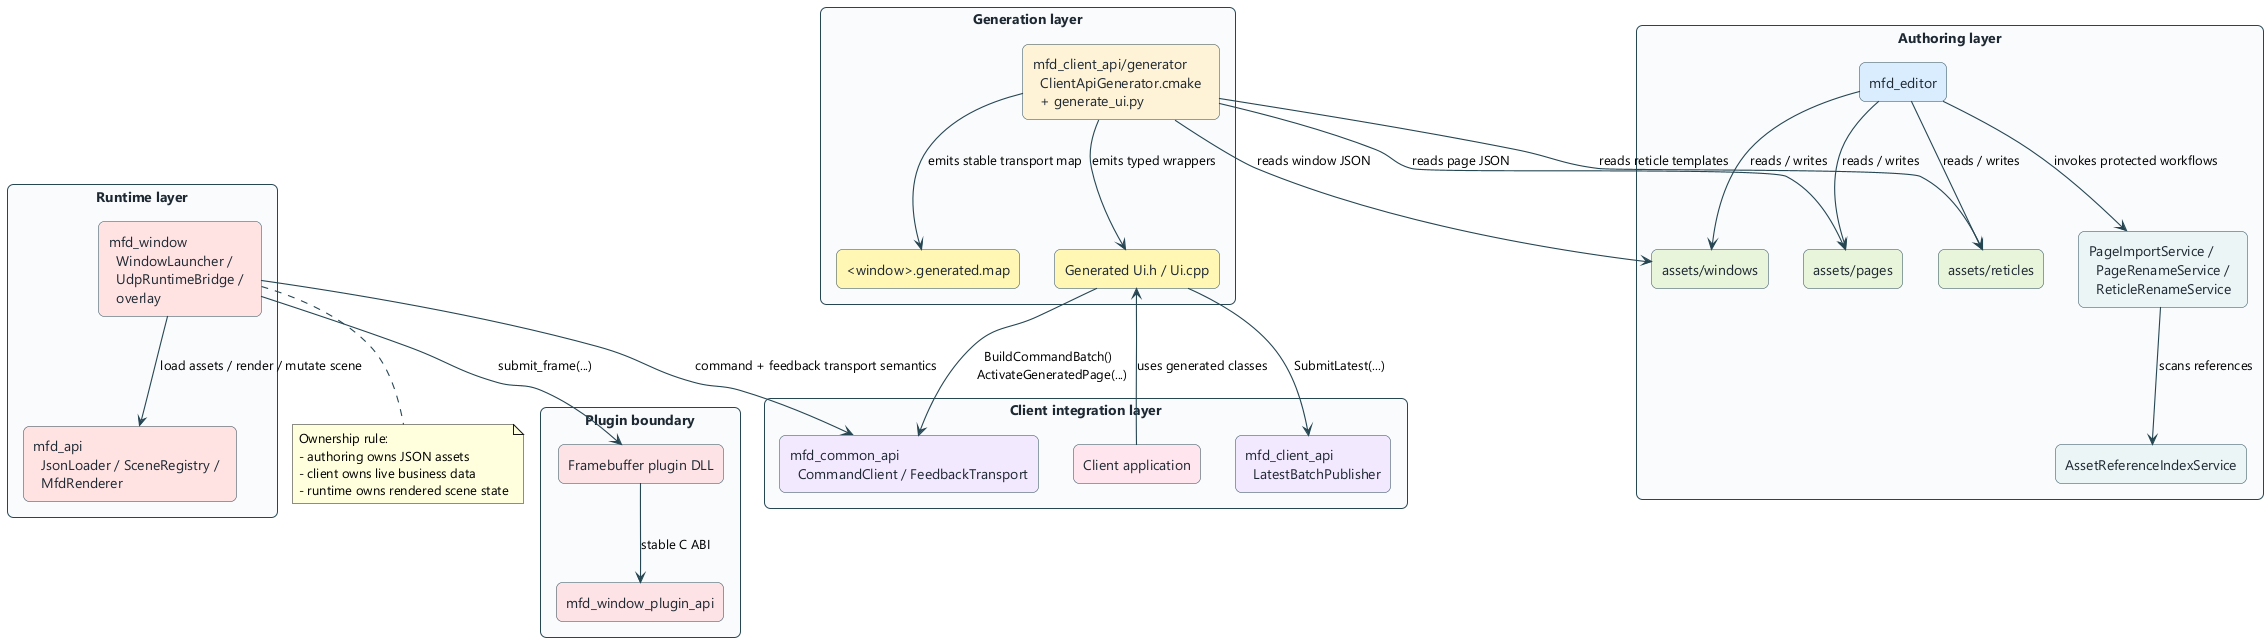 Generation layer
mfd_client_api/generator
ClientApiGenerator.cmake
+ generate_ui.py
emits stable transport map
emits typed wrappers
reads window JSON
reads page JSON
reads reticle templates
<window>.generated.map
Generated Ui.h / Ui.cpp
Authoring layer
mfd_editor
reads / writes
reads / writes
reads / writes
invokes protected workflows
assets/windows
assets/pages
assets/reticles
PageImportService /
PageRenameService /
ReticleRenameService
scans references
AssetReferenceIndexService
Runtime layer
mfd_window
WindowLauncher /
UdpRuntimeBridge /
overlay
load assets / render / mutate scene
mfd_api
JsonLoader / SceneRegistry /
MfdRenderer
Ownership rule:
- authoring owns JSON assets
- client owns live business data
- runtime owns rendered scene state
submit_frame(...)
command + feedback transport semantics
Plugin boundary
Framebuffer plugin DLL
stable C ABI
mfd_window_plugin_api
BuildCommandBatch()
ActivateGeneratedPage(...)
uses generated classes
SubmitLatest(...)
Client integration layer
mfd_common_api
CommandClient / FeedbackTransport
Client application
mfd_client_api
LatestBatchPublisher